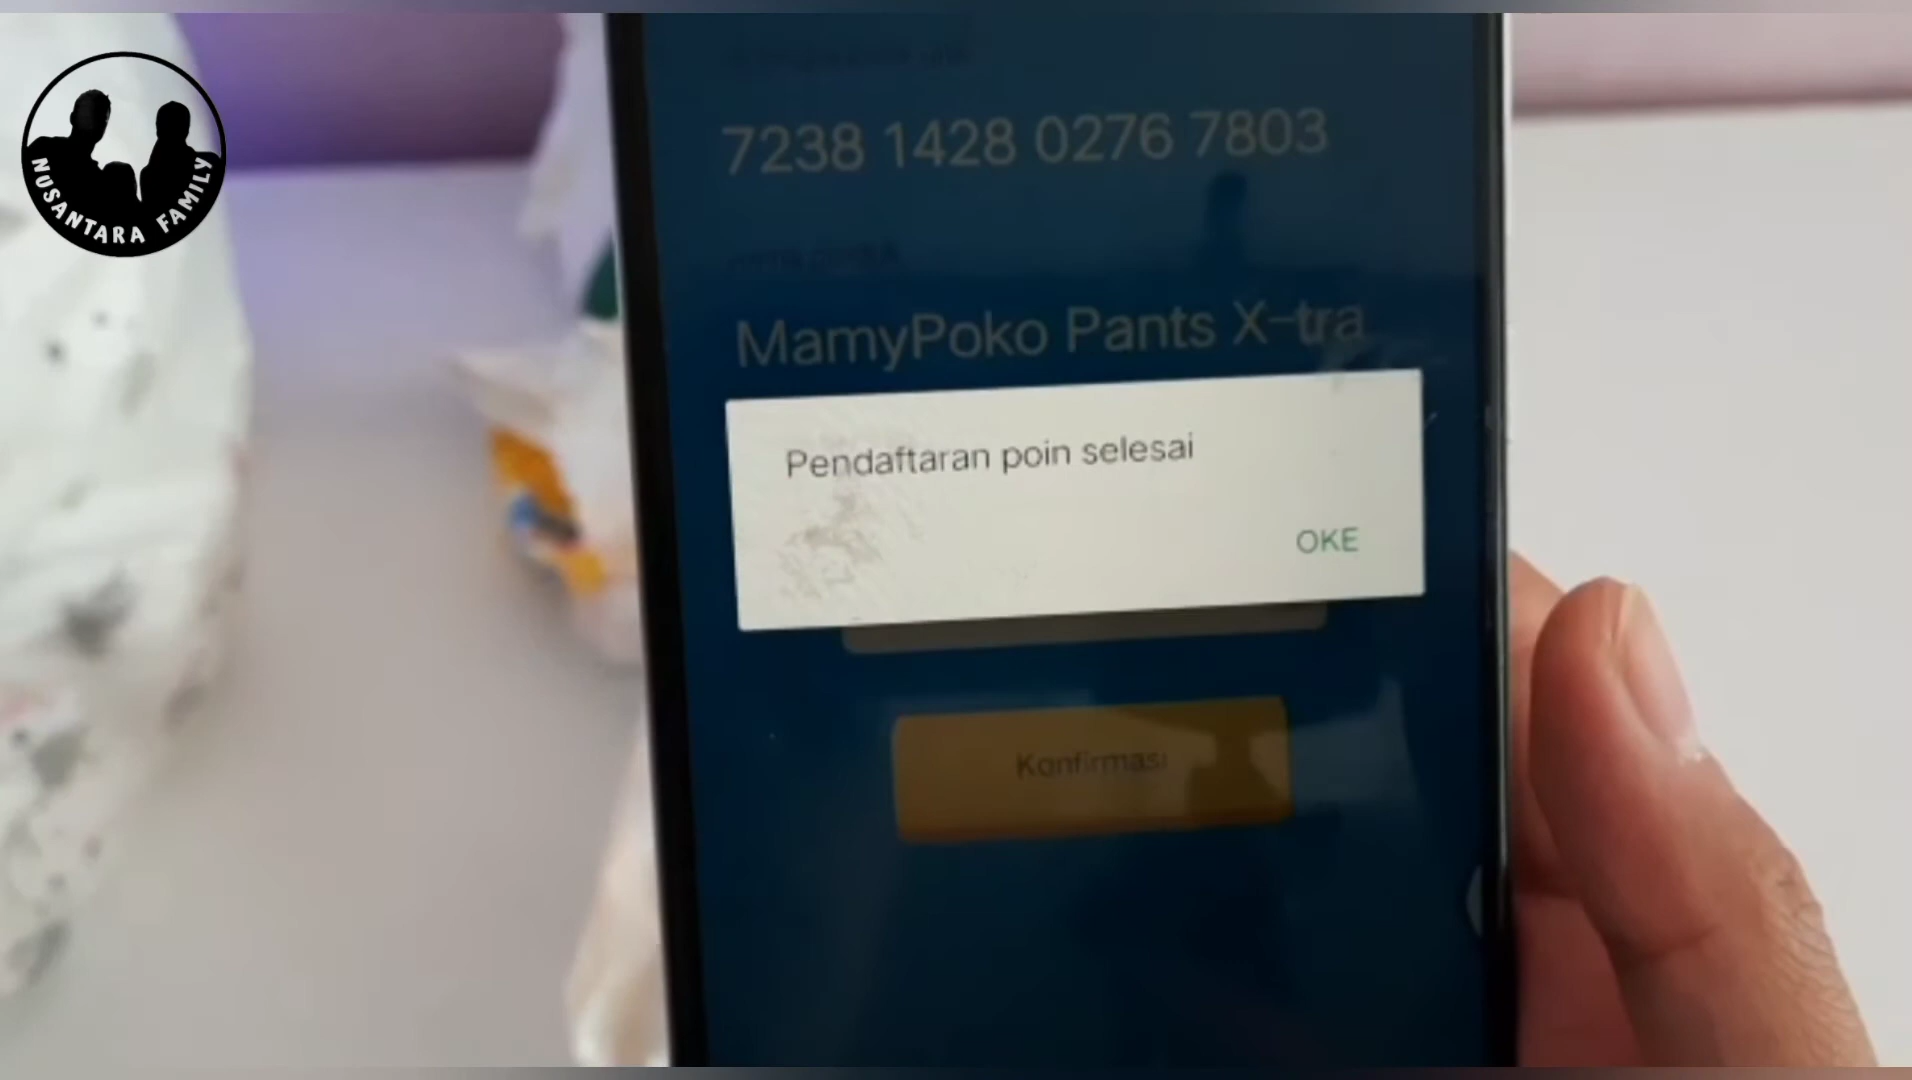 NUSANTARA FAMILY
7238 1428 0276 7803
MamyPoko Pants X-tra
Pendaftaran poin selesai
OKE
Konfirmasi